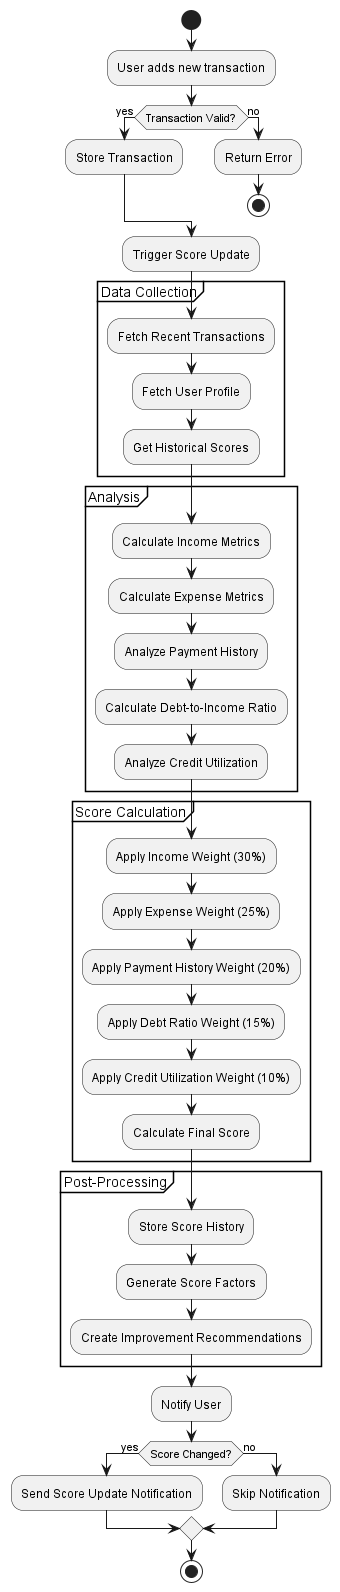 User adds new transaction
yes
Transaction Valid?
no
Store Transaction
Return Error
Trigger Score Update
Data Collection
Fetch Recent Transactions
Fetch User Profile
Get Historical Scores
Analysis
Calculate Income Metrics
Calculate Expense Metrics
Analyze Payment History
Calculate Debt-to-Income Ratio
Analyze Credit Utilization
Score Calculation
Apply Income Weight (30%)
Apply Expense Weight (25%)
Apply Payment History Weight (20%)
Apply Debt Ratio Weight (15%)
Apply Credit Utilization Weight (10%)
Calculate Final Score
Post-Processing
Store Score History
Generate Score Factors
Create Improvement Recommendations
Notify User
yes
Score Changed?
no
Send Score Update Notification
Skip Notification